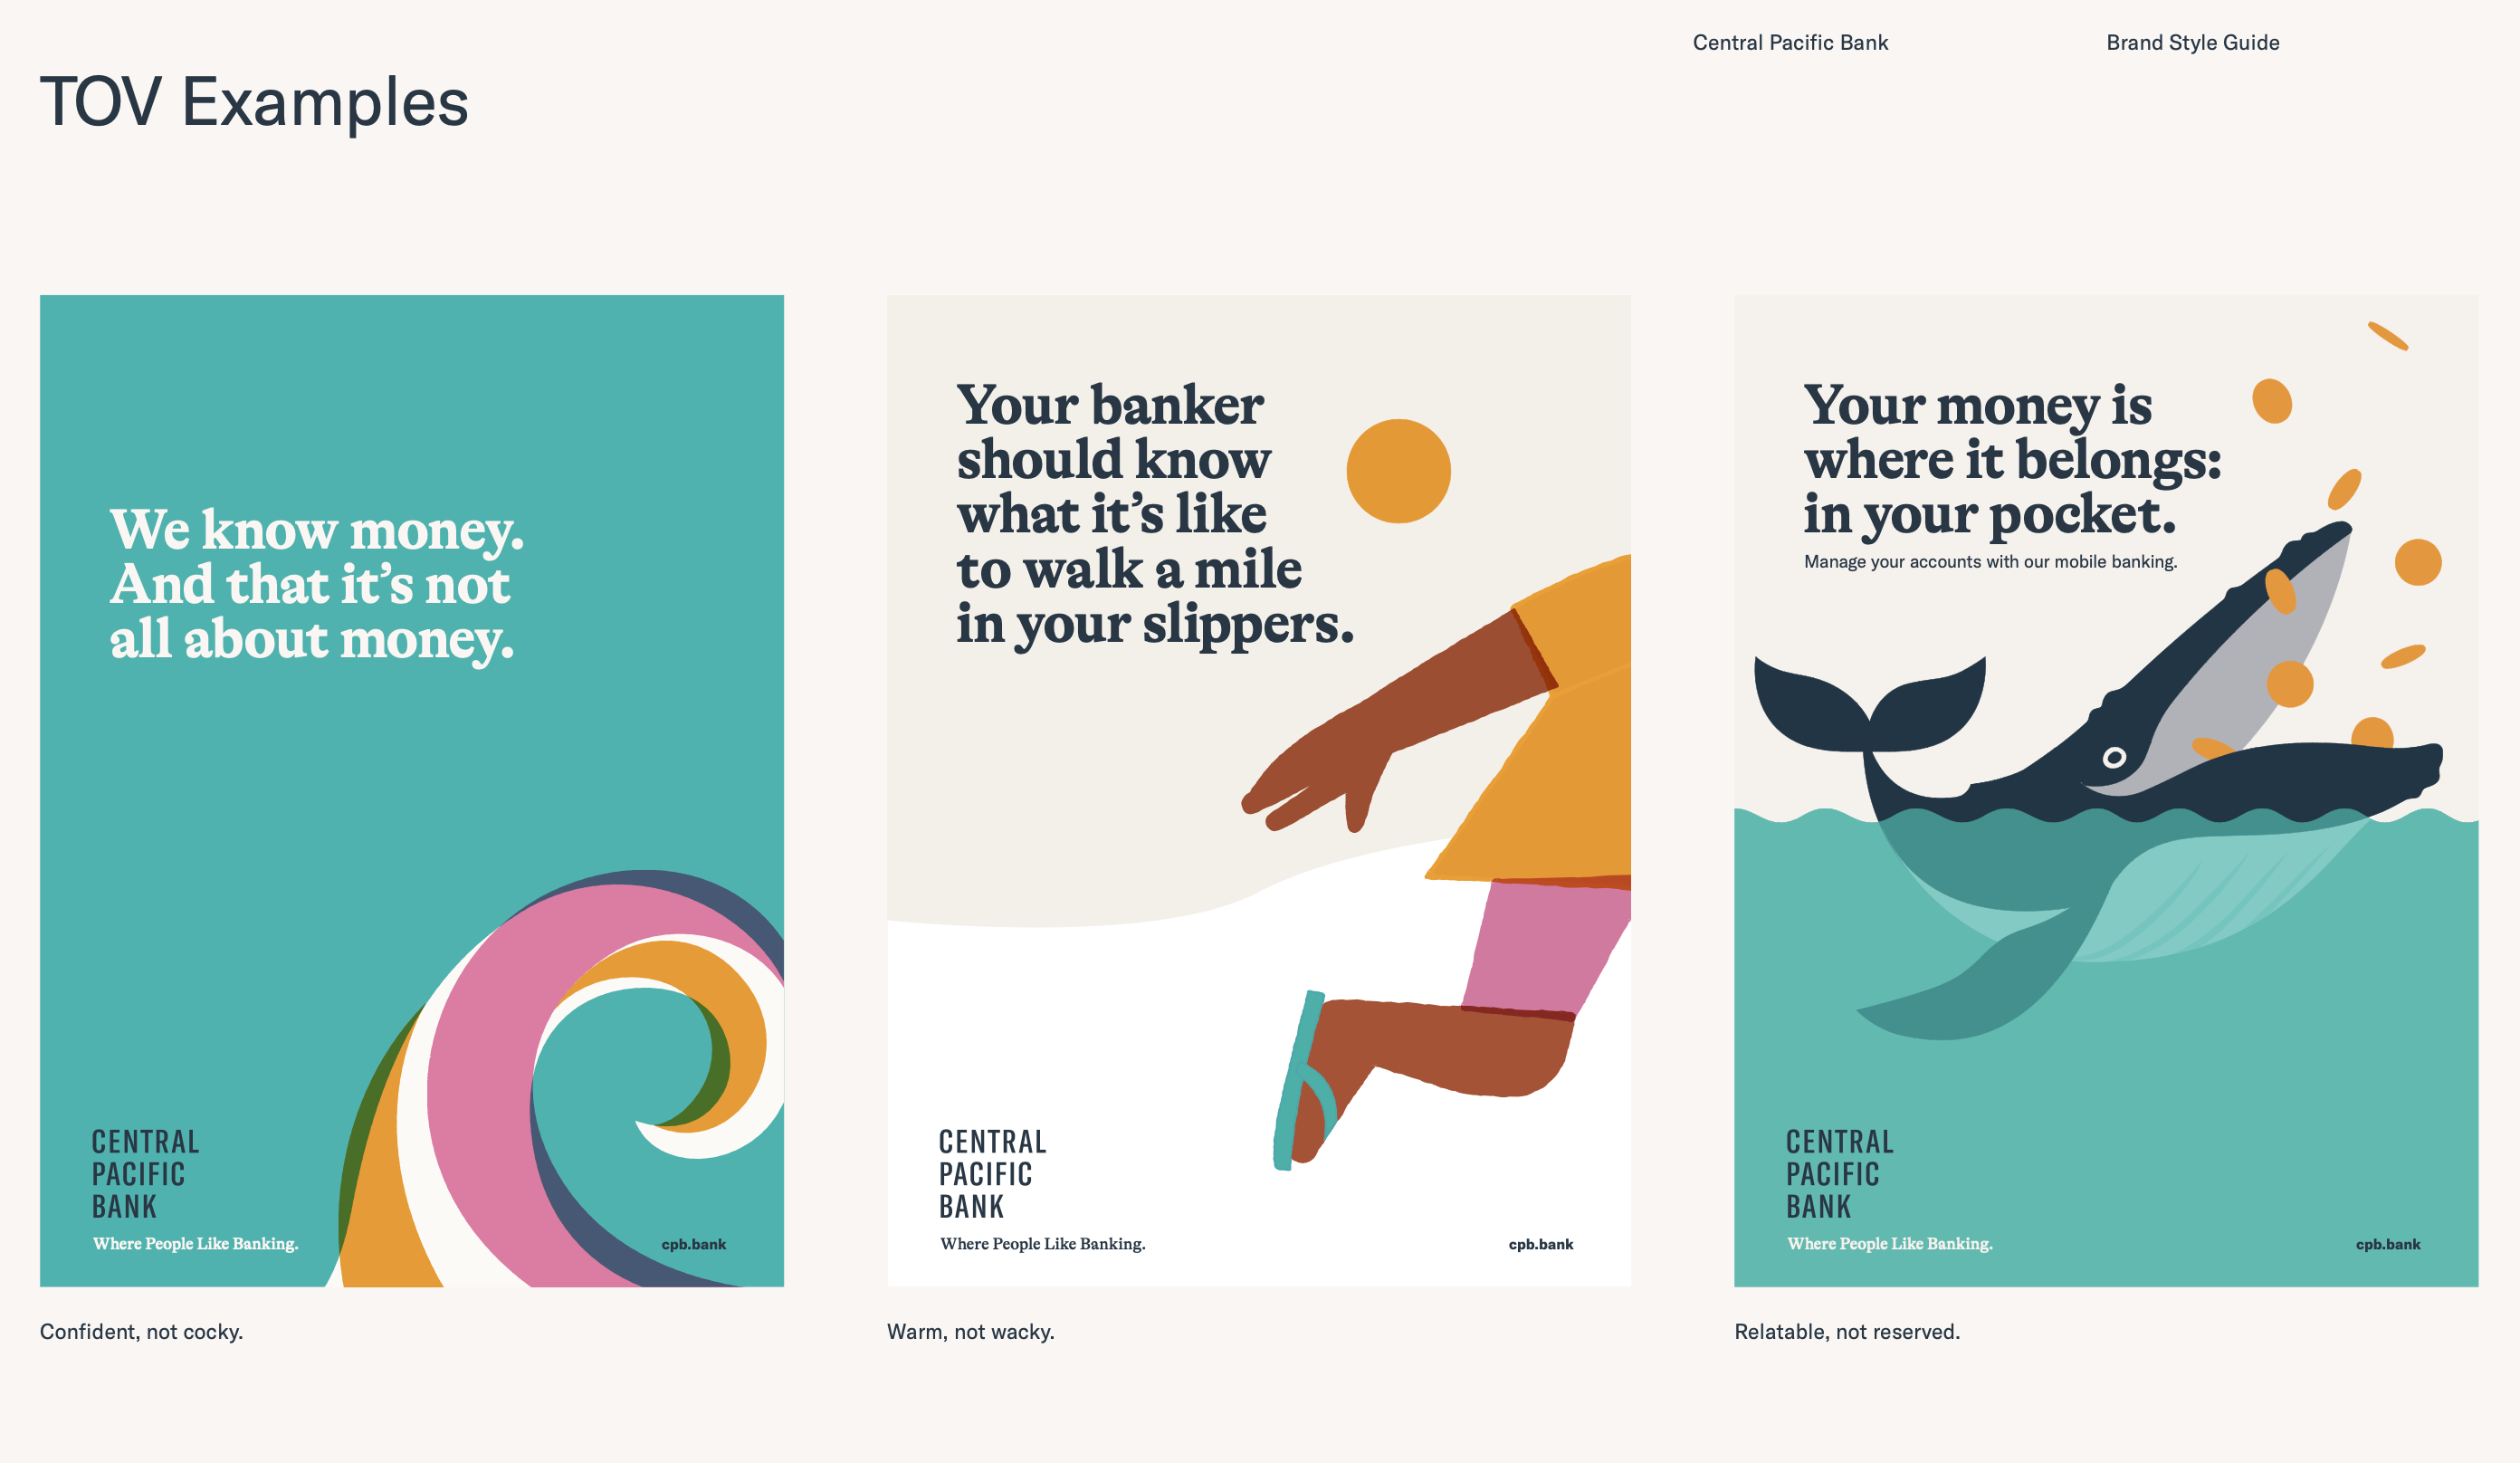 Central Pacific Bank
Brand Style Guide
TOV Examples
We know money.
And that it’s not
all about money.
CENTRAL
PACIFIC
BANK
Where People Like Banking.
cpb.bank
Confident, not cocky.
Your banker
should know
what it’s like
to walk a mile
in your slippers.
CENTRAL
PACIFIC
BANK
Where People Like Banking.
cpb.bank
Warm, not wacky.
Your money is
where it belongs:
in your pocket.
Manage your accounts with our mobile banking.
CENTRAL
PACIFIC
BANK
Where People Like Banking.
cpb.bank
Relatable, not reserved.